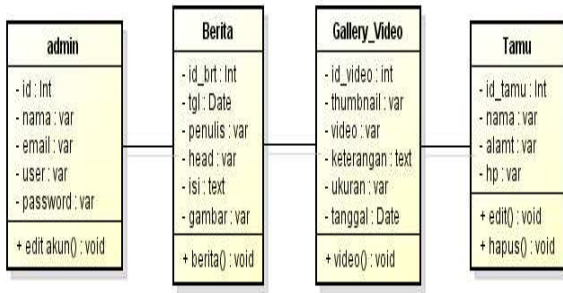 admin
- id : Int
- nama : var
- email : var
- user : var
- password : var
+ edit akun() : void
Berita
- id_brt : Int
- tgl : Date
- penulis : var
- head : var
- isi : text
- gambar : var
+ berita() : void
Gallery_Video
- id_video : int
- thumbnail : var
- video : var
- keterangan : text
- ukuran : var
- tanggal : Date
+ video() : void
Tamu
- id_tamu : Int
- nama : var
- alamt : var
- hp : var
+ edit() : void
+ hapus() : void